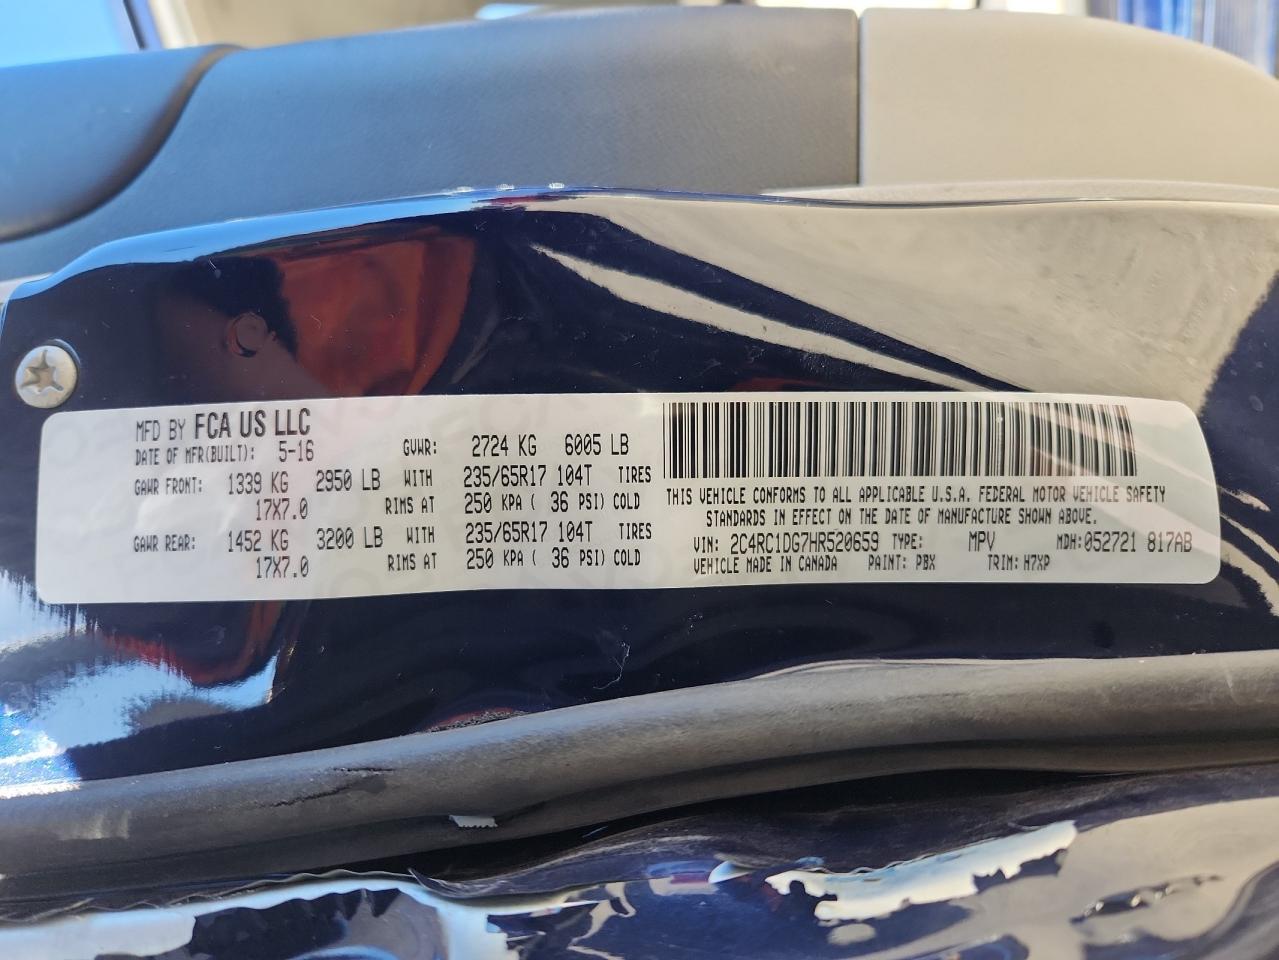 MFD BY FCA US LLC
DATE OF MFR(BUILT): 5-16 GVWR: 2724 KG 6005 LB
GAWR FRONT: 1339 KG 2950 LB WITH 235/65R17 104T TIRES
17X7.0 RIMS AT 250 KPA ( 36 PSI) COLD
GAWR REAR: 1452 KG 3200 LB WITH 235/65R17 104T TIRES
17X7.0 RIMS AT 250 KPA ( 36 PSI) COLD
THIS VEHICLE CONFORMS TO ALL APPLICABLE U.S.A. FEDERAL MOTOR VEHICLE SAFETY
STANDARDS IN EFFECT ON THE DATE OF MANUFACTURE SHOWN ABOVE.
VIN: 2C4RC1DG7HR520659 TYPE: MPV MDH:052721 817AB
VEHICLE MADE IN CANADA PAINT: PBX TRIM: H7XP